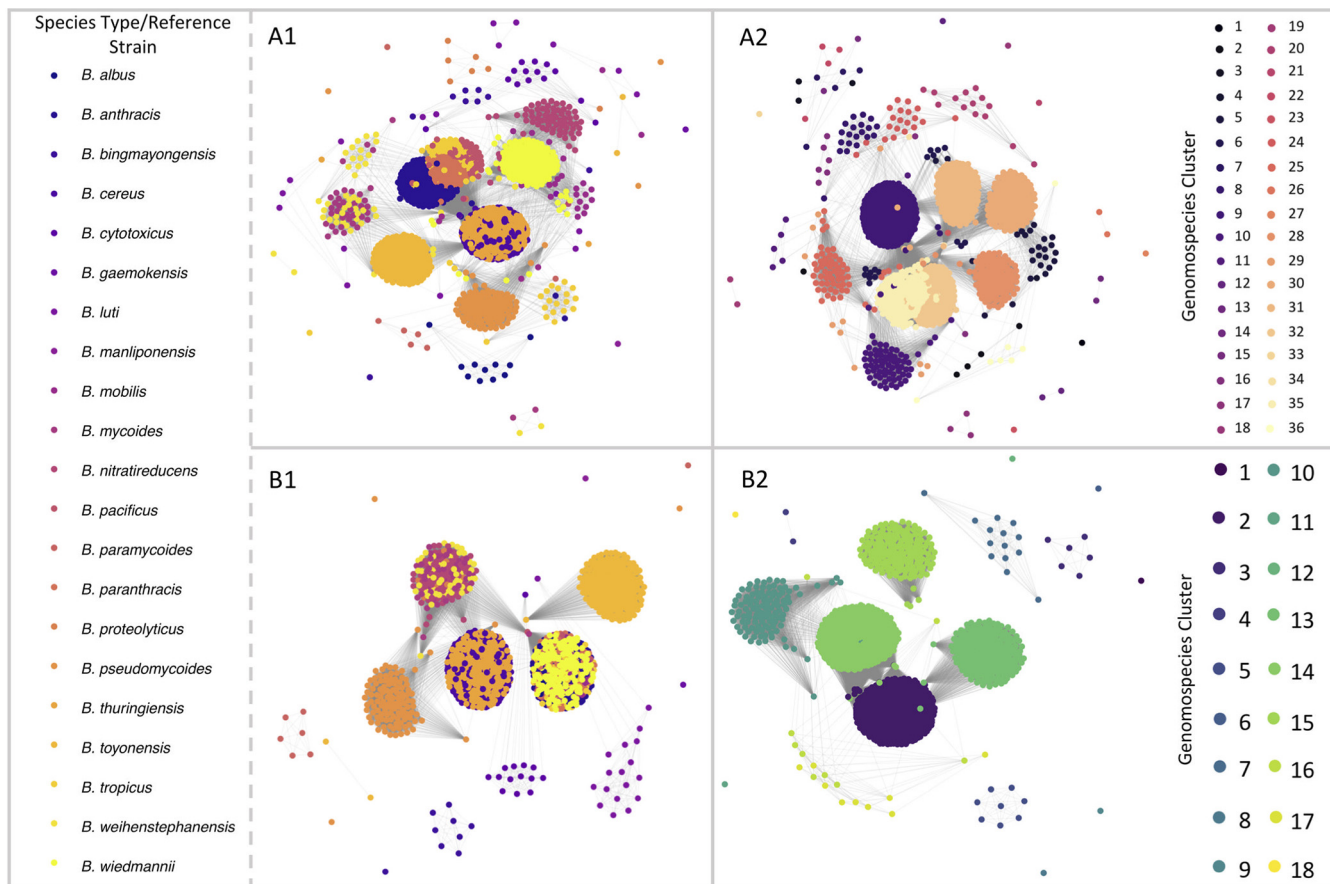 Species Type/Reference
Strain
B. albus
B. anthracis
B. bingmayongensis
B. cereus
B. cytotoxicus
B. gaemokensis
B. luti
B. manliponensis
B. mobilis
B. mycoides
B. nitratireducens
B. pacificus
B. paramycoides
B. paranthracis
B. proteolyticus
B. pseudomycoides
B. thuringiensis
B. toyonensis
B. tropicus
B. weihenstephanensis
B. wiedmannii
A1
A2
Genomospecies Cluster
1 19
2 20
3 21
4 22
5 23
6 24
7 25
8 26
9 27
10 28
11 29
12 30
13 31
14 32
15 33
16 34
17 35
18 36
B1
B2
Genomospecies Cluster
1 10
2 11
3 12
4 13
5 14
6 15
7 16
8 17
9 18